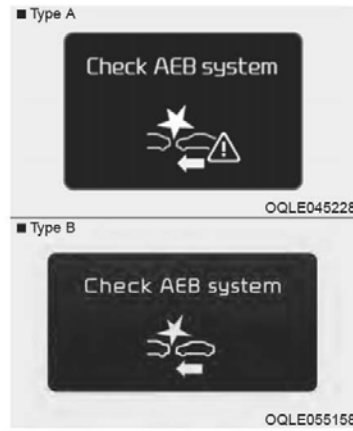 ■ Type A
Check AEB system
OQLE045228
■ Type B
Check AEB system
OQLE055158